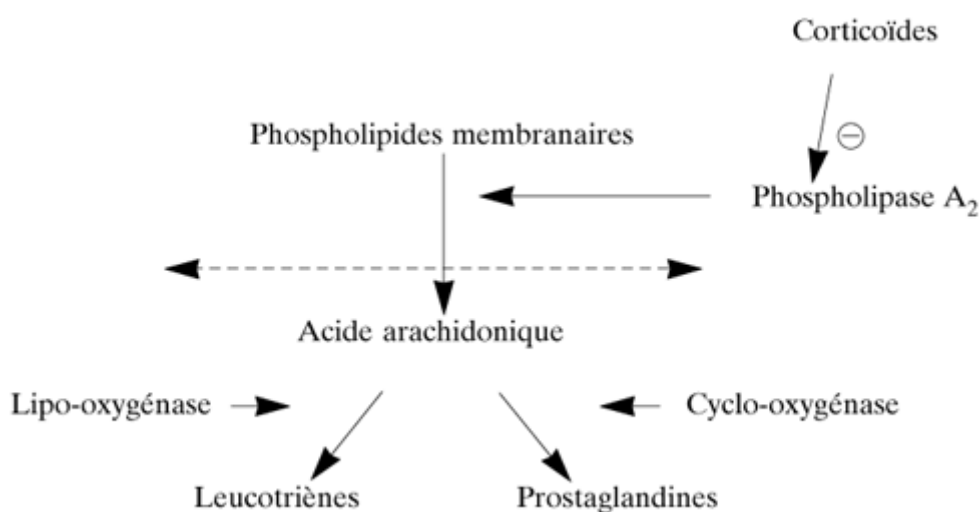 Corticoïdes
Phospholipides membranaires
⊖
Phospholipase A₂
Acide arachidonique
Lipo-oxygénase
Cyclo-oxygénase
Leucotriènes
Prostaglandines